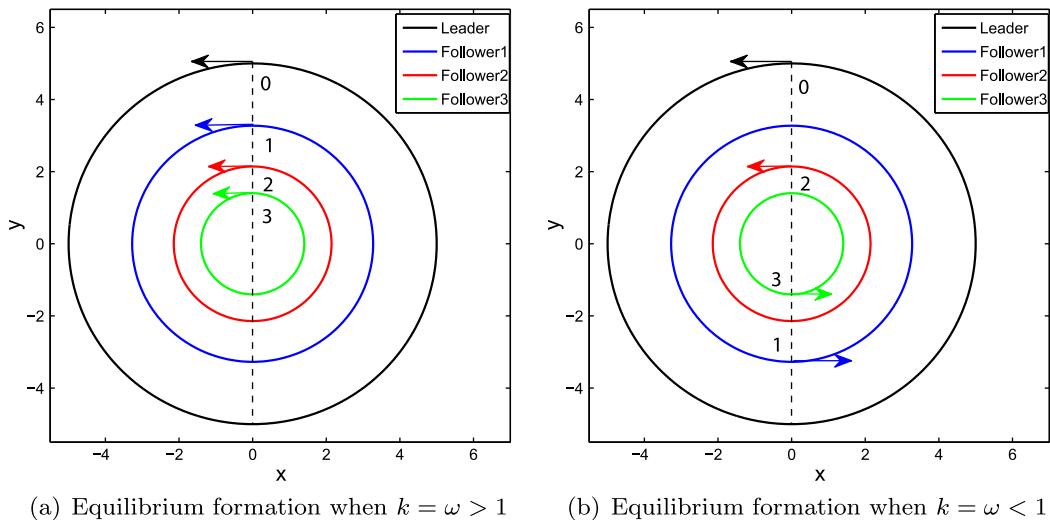 6
4
2
0
−2
−4
y
−4
−2
0
2
4
6
x
0
1
2
3
Leader
Follower1
Follower2
Follower3
(a) Equilibrium formation when k = ω > 1
6
4
2
0
−2
−4
y
−4
−2
0
2
4
6
x
0
2
3
1
Leader
Follower1
Follower2
Follower3
(b) Equilibrium formation when k = ω < 1